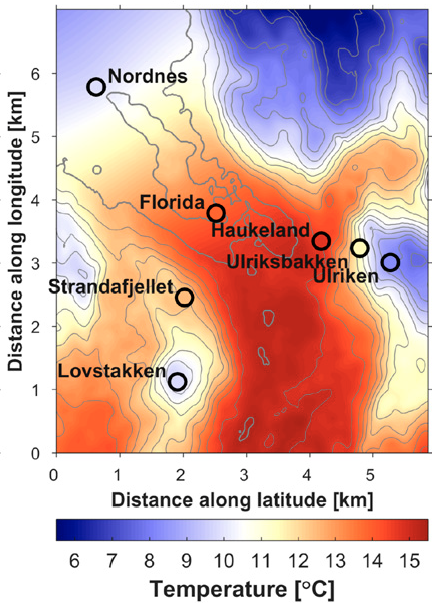 6
Nordnes
5
4
Florida
Haukeland
3
Ulriksbakken
Ulriken
Strandafjellet
2
Lovstakken
1
0
0 1 2 3 4 5
Distance along longitude [km]
Distance along latitude [km]
6 7 8 9 10 11 12 13 14 15
Temperature [°C]